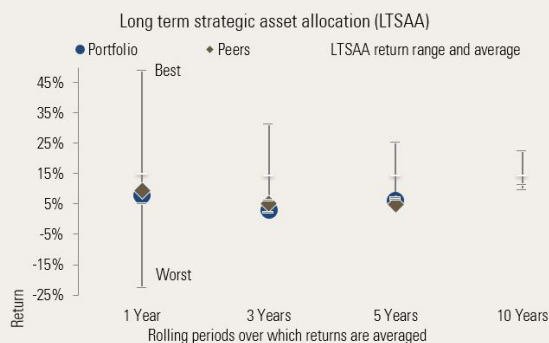 Long term strategic asset allocation (LTSAA)
Portfolio Peers LTSAA return range and average
45%
35%
25%
15%
5%
-5%
-15%
-25%
Best
Worst
Return
1 Year 3 Years 5 Years 10 Years
Rolling periods over which returns are averaged